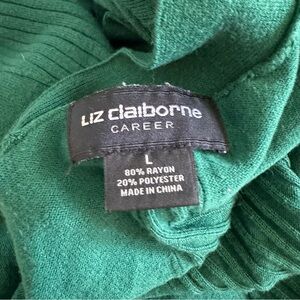 LIZ claiborne
CAREER
L
80% RAYON
20% POLYESTER
MADE IN CHINA